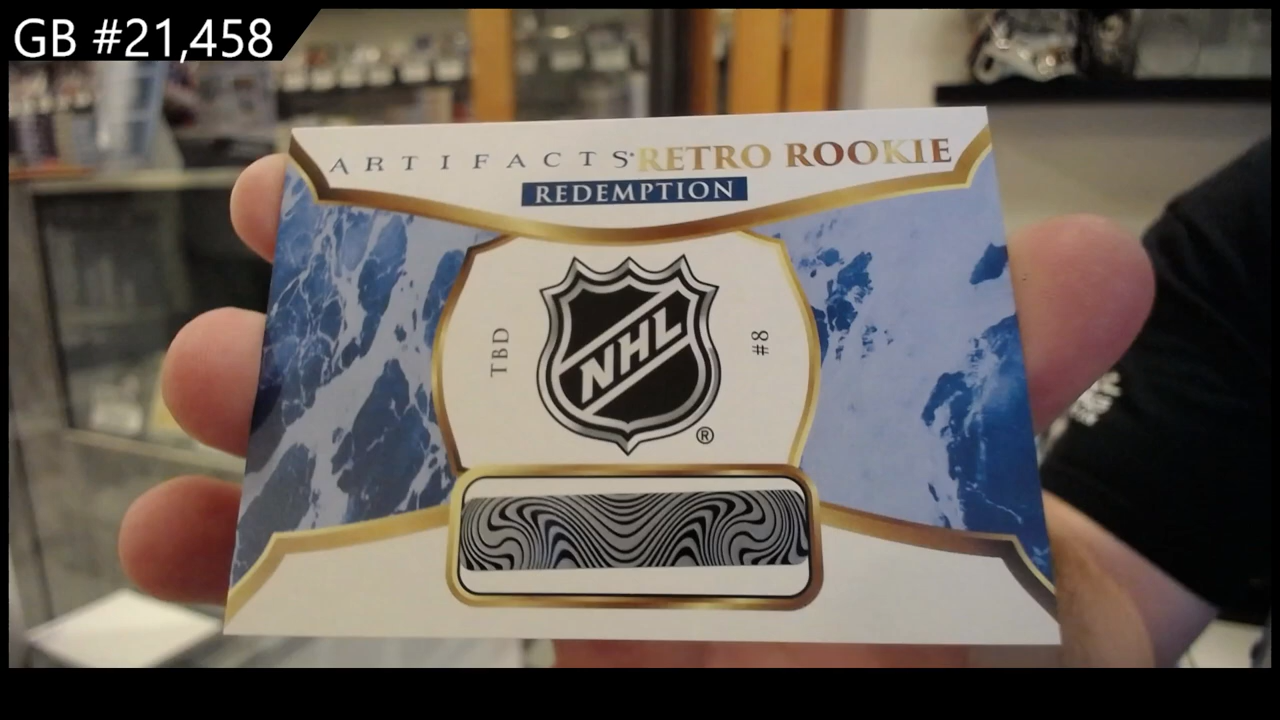 GB #21,458
ARTIFACTS RETRO ROOKIE
REDEMPTION
TBD
NHL
®
#8